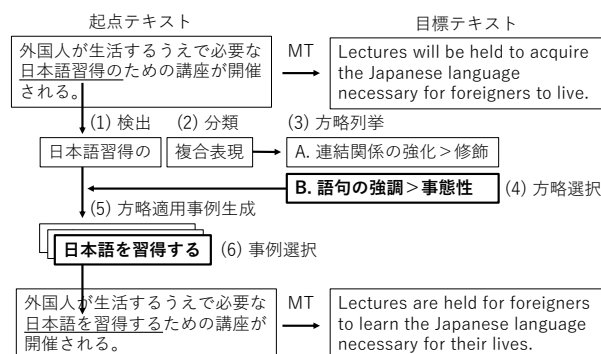 起点テキスト
目標テキスト
外国人が生活するうえで必要な
日本語習得のための講座が開催
される。
MT
Lectures will be held to acquire
the Japanese language
necessary for foreigners to live.
(1) 検出
(2) 分類
(3) 方略列挙
日本語習得の
複合表現
A. 連結関係の強化＞修飾
B. 語句の強調＞事態性
(4) 方略選択
(5) 方略適用事例生成
日本語を習得する
(6) 事例選択
外国人が生活するうえで必要な
日本語を習得するための講座が
開催される。
MT
Lectures are held for foreigners
to learn the Japanese language
necessary for their lives.